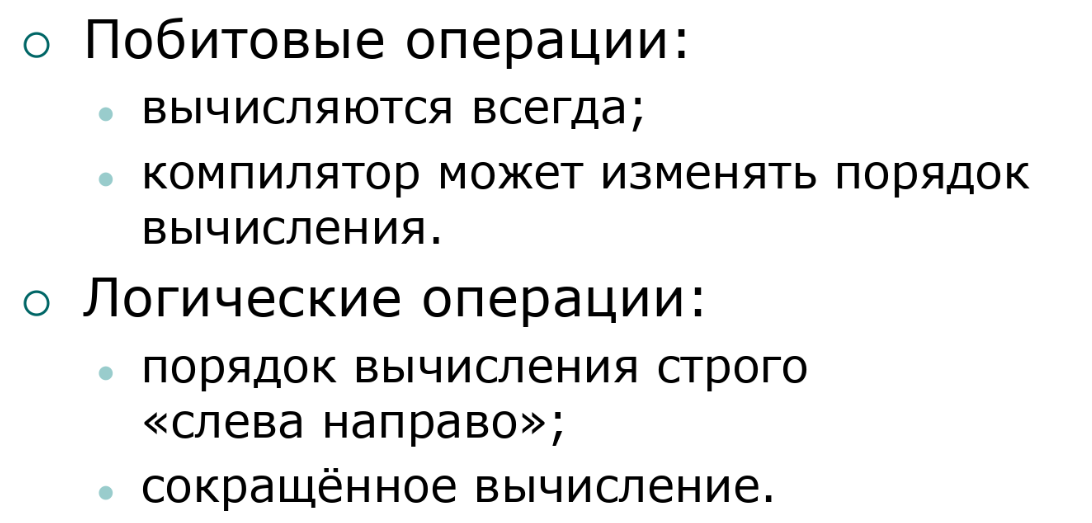 Побитовые операции:
вычисляются всегда;
компилятор может изменять порядок
вычисления.
Логические операции:
порядок вычисления строго
«слева направо»;
сокращённое вычисление.